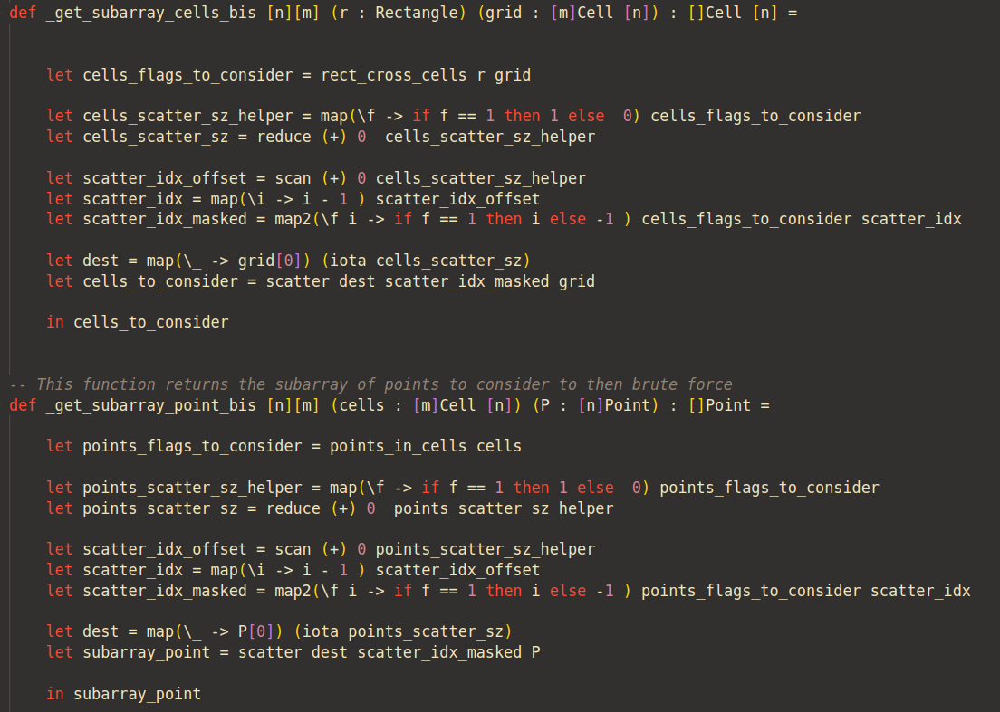 def _get_subarray_cells_bis [n][m] (r : Rectangle) (grid : [m]Cell [n]) : []Cell [n] =
let cells_flags_to_consider = rect_cross_cells r grid
let cells_scatter_sz_helper = map(\f -> if f == 1 then 1 else  0) cells_flags_to_consider
let cells_scatter_sz = reduce (+) 0  cells_scatter_sz_helper
let scatter_idx_offset = scan (+) 0 cells_scatter_sz_helper
let scatter_idx = map(\i -> i - 1 ) scatter_idx_offset
let scatter_idx_masked = map2(\f i -> if f == 1 then i else -1 ) cells_flags_to_consider scatter_idx
let dest = map(\_ -> grid[0]) (iota cells_scatter_sz)
let cells_to_consider = scatter dest scatter_idx_masked grid
in cells_to_consider
-- This function returns the subarray of points to consider to then brute force
def _get_subarray_point_bis [n][m] (cells : [m]Cell [n]) (P : [n]Point) : []Point =
let points_flags_to_consider = points_in_cells cells
let points_scatter_sz_helper = map(\f -> if f == 1 then 1 else  0) points_flags_to_consider
let points_scatter_sz = reduce (+) 0  points_scatter_sz_helper
let scatter_idx_offset = scan (+) 0 points_scatter_sz_helper
let scatter_idx = map(\i -> i - 1 ) scatter_idx_offset
let scatter_idx_masked = map2(\f i -> if f == 1 then i else -1 ) points_flags_to_consider scatter_idx
let dest = map(\_ -> P[0]) (iota points_scatter_sz)
let subarray_point = scatter dest scatter_idx_masked P
in subarray_point